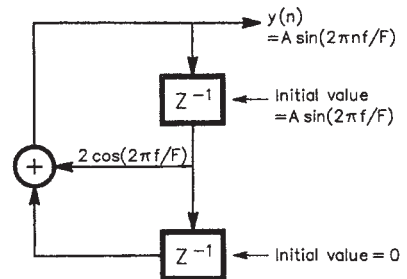 y(n)
=A sin(2πnf/F)
Z⁻¹
Initial value
=A sin(2πf/F)
+
2 cos(2πf/F)
Z⁻¹
Initial value=0